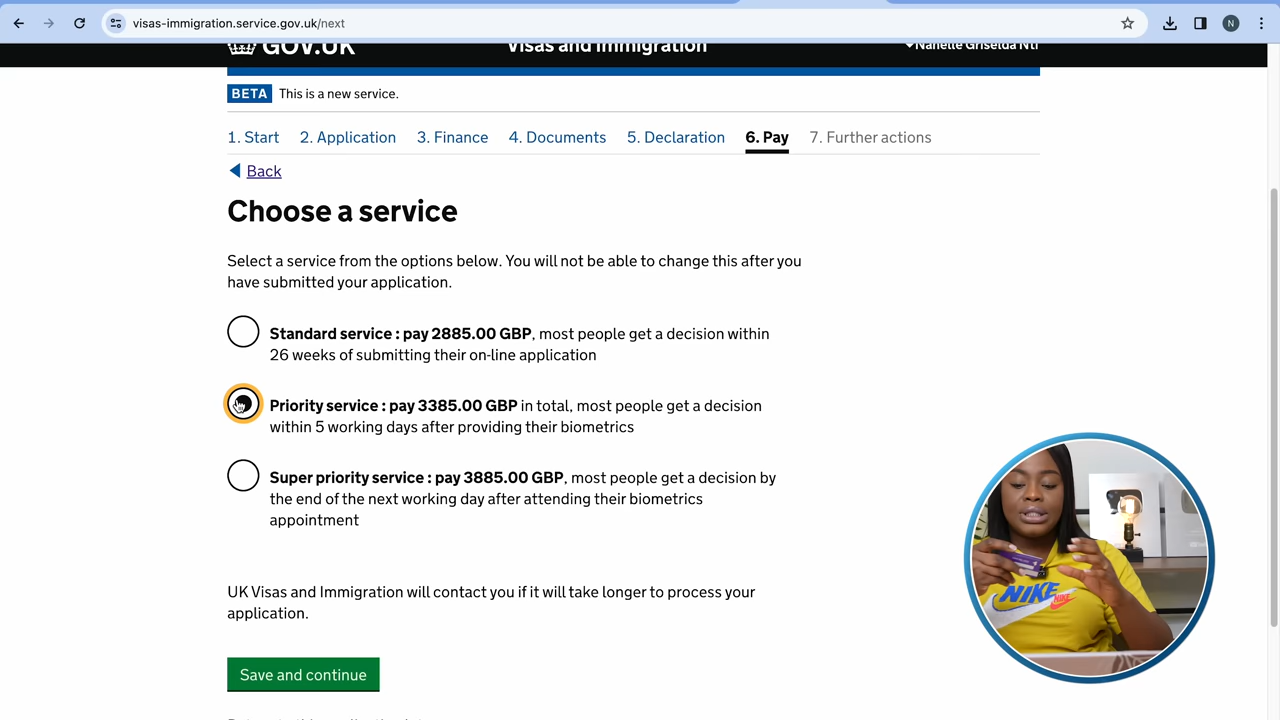 visas-immigration.service.gov.uk/next
N
GOV.UK
Visas and Immigration
Nanelle Griselda Nti
BETA This is a new service.
1. Start 2. Application 3. Finance 4. Documents 5. Declaration 6. Pay 7. Further actions
Back
Choose a service
Select a service from the options below. You will not be able to change this after you
have submitted your application.
Standard service : pay 2885.00 GBP, most people get a decision within
26 weeks of submitting their on-line application
Priority service : pay 3385.00 GBP in total, most people get a decision
within 5 working days after providing their biometrics
Super priority service : pay 3885.00 GBP, most people get a decision by
the end of the next working day after attending their biometrics
appointment
UK Visas and Immigration will contact you if it will take longer to process your
application.
Save and continue
NIKE
NIKE